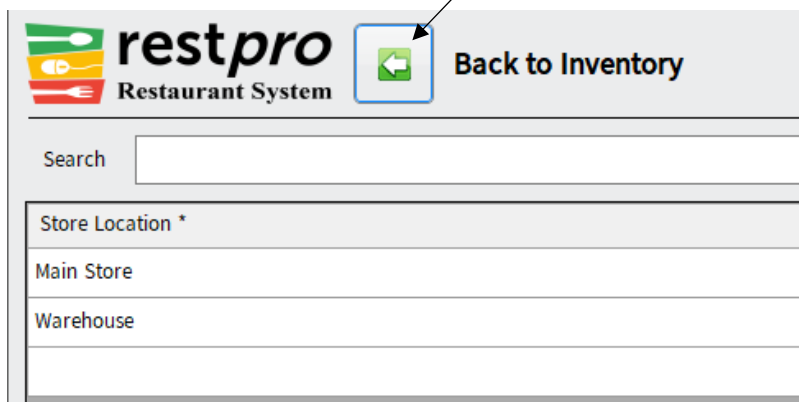 restpro
Restaurant System
Back to Inventory
Search
Store Location *
Main Store
Warehouse